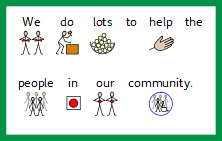 We do lots to help the
people in our community.